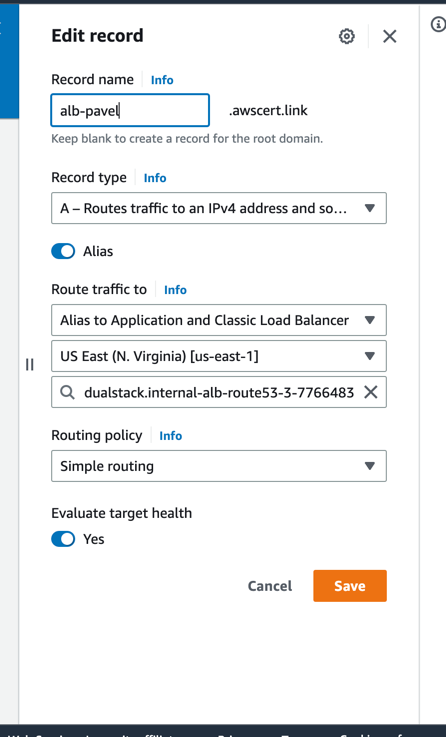 Edit record
Record name Info
alb-pavel .awscert.link
Keep blank to create a record for the root domain.
Record type Info
A – Routes traffic to an IPv4 address and so...
Alias
Route traffic to Info
Alias to Application and Classic Load Balancer
US East (N. Virginia) [us-east-1]
dualstack.internal-alb-route53-3-7766483
Routing policy Info
Simple routing
Evaluate target health
Yes
Cancel Save